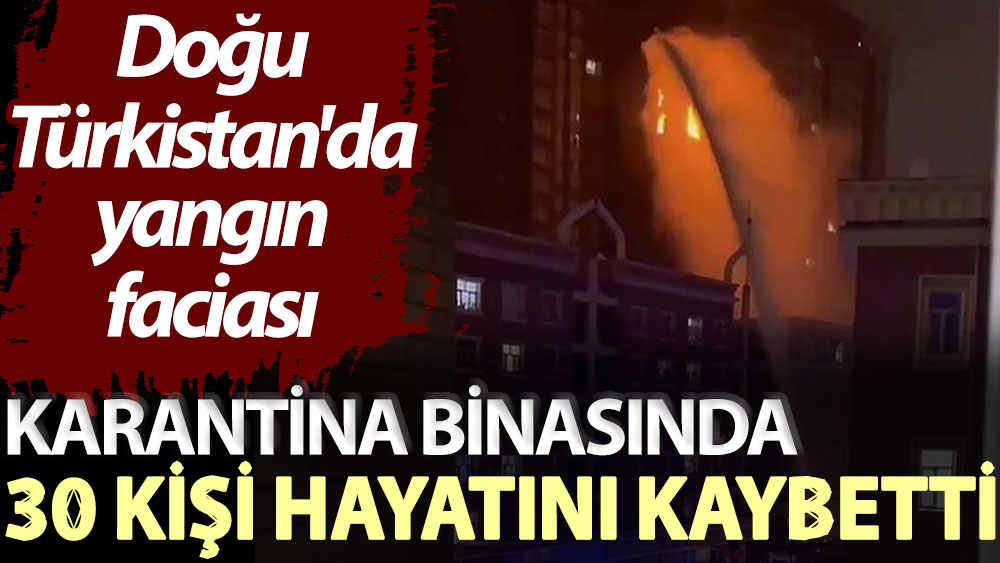 Doğu
Türkistan'da
yangın
faciası
KARANTİNA BİNASINDA
30 KİŞİ HAYATINI KAYBETTİ